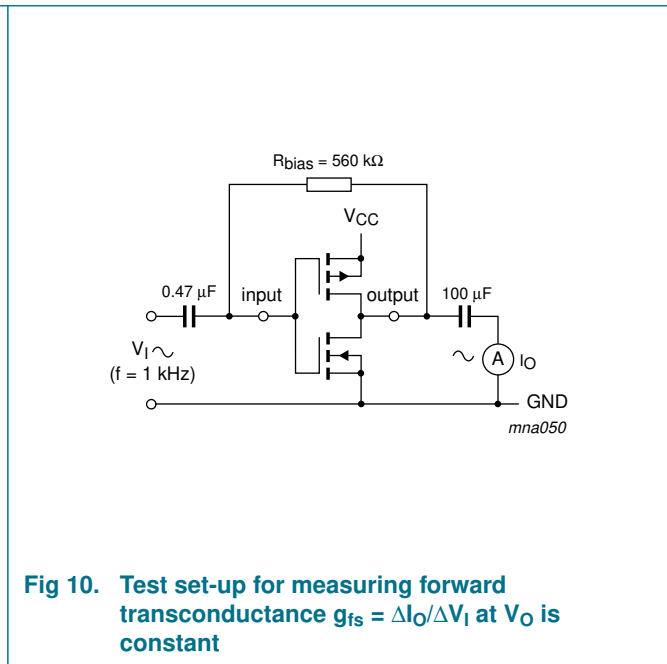 Rbias = 560 kΩ
VCC
0.47 µF
input
output
100 µF
VI
(f = 1 kHz)
A
IO
GND
mna050
Fig 10. Test set-up for measuring forward
transconductance gfs = ΔIO/ΔVI at VO is
constant